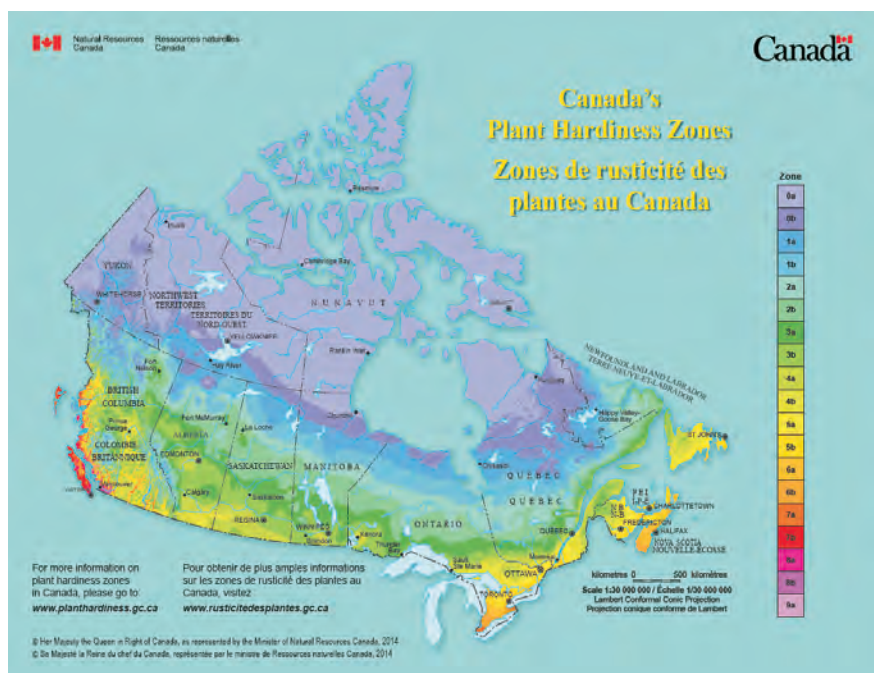 Natural Resources Canada
Ressources naturelles Canada
Canada
Canada's
Plant Hardiness Zones
Zones de rusticité des
plantes au Canada
Zone
0a
0b
1a
1b
2a
2b
3a
3b
4a
4b
5a
5b
6a
6b
7a
8b
9a
Resolute
Inuvik
Cambridge Bay
YUKON
WHITEHORSE
NORTHWEST
TERRITORIES
TERRITOIRES DU
NORD-OUEST
NUNAVUT
YELLOWKNIFE
Rankin Inlet
Hay River
NEWFOUNDLAND AND LABRADOR
TERRE-NEUVE-ET-LABRADOR
Fort
Nelson
Happy Valley-
Goose Bay
BRITISH
COLUMBIA
Prince
George
COLOMBIE
BRITANNIQUE
Fort McMurray
La Loche
ALBERTA
EDMONTON
SASKATCHEWAN
MANITOBA
Chisasibi
QUEBEC
QUÉBEC
ST JOHN'S
Calgary
Saskatoon
Vancouver
REGINA
WINNIPEG
Brandon
Kenora
Thunder
Bay
ONTARIO
Sault
Ste Marie
OTTAWA
TORONTO
Montréal
QUÉBEC
PEI
CHARLOTTETOWN
FREDERICTON
HALIFAX
NOVA SCOTIA
NOUVELLE-ÉCOSSE
For more information on
plant hardiness zones
in Canada, please go to:
www.planthardiness.gc.ca
Pour obtenir de plus amples informations
sur les zones de rusticité des plantes au
Canada, visitez :
www.rusticitedesplantes.gc.ca
kilometres 0 500 kilomètres
Scale 1:30 000 000 / Échelle 1/30 000 000
Lambert Conformal Conic Projection
Projection conique conforme de Lambert
© Her Majesty the Queen in Right of Canada, as represented by the Minister of Natural Resources Canada, 2014
© Sa Majesté la Reine du chef du Canada, représentée par le ministre de Ressources naturelles Canada, 2014